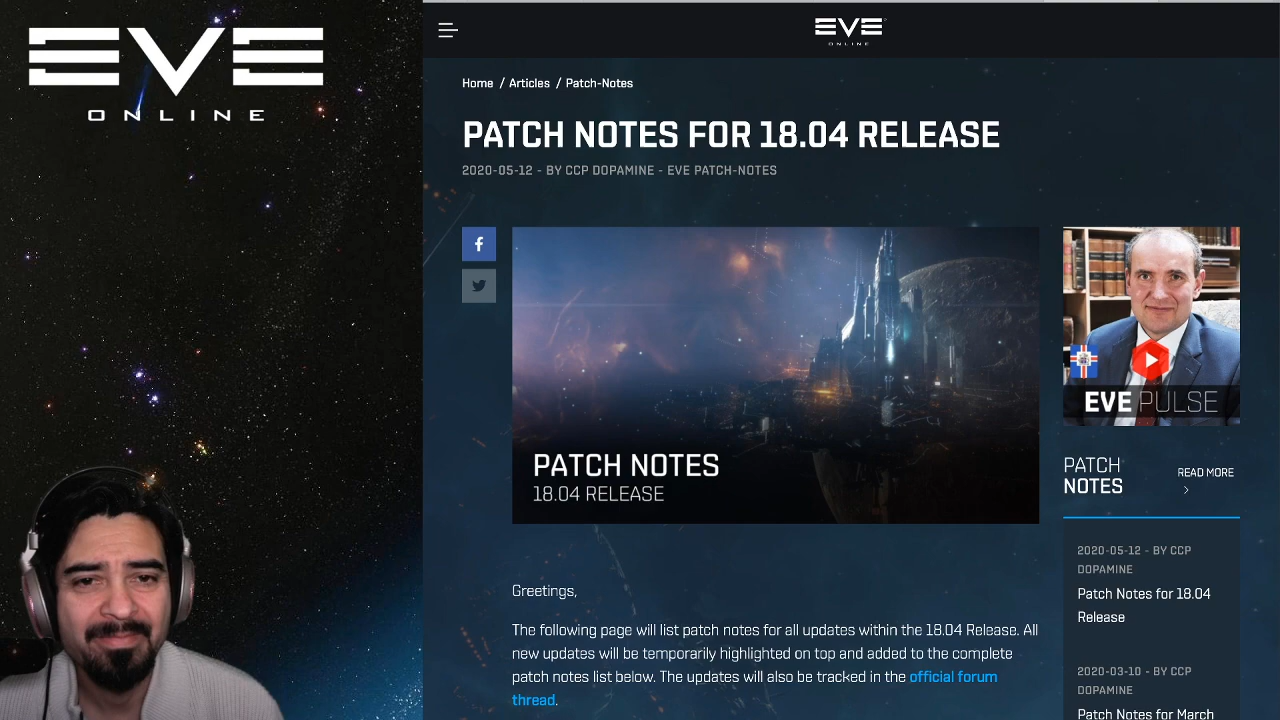 EVE
ONLINE
EVE
ONLINE
Home / Articles / Patch-Notes
PATCH NOTES FOR 18.04 RELEASE
2020-05-12 - BY CCP DOPAMINE - EVE PATCH-NOTES
f
PATCH NOTES
18.04 RELEASE
EVE PULSE
PATCH
NOTES
READ MORE
2020-05-12 - BY CCP
DOPAMINE
Patch Notes for 18.04
Release
2020-03-10 - BY CCP
DOPAMINE
Patch Notes for March
Greetings,
The following page will list patch notes for all updates within the 18.04 Release. All
new updates will be temporarily highlighted on top and added to the complete
patch notes list below. The updates will also be tracked in the official forum
thread.